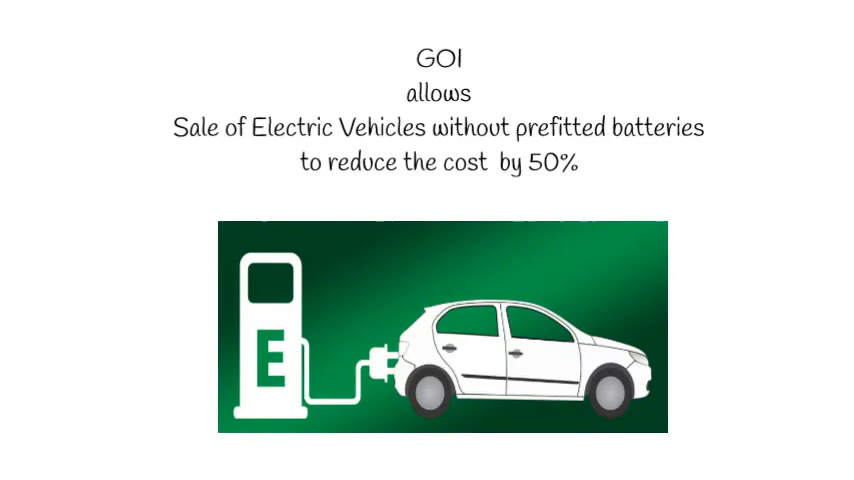 GOI
allows
Sale of Electric Vehicles without prefitted batteries
to reduce the cost by 50%
E